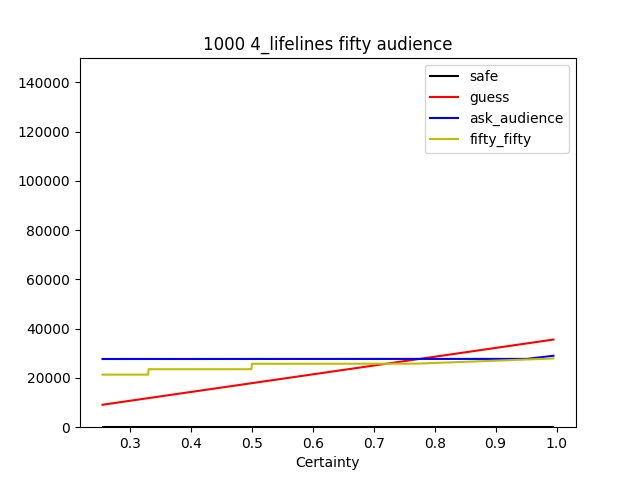 1000 4_lifelines fifty audience
safe
guess
ask_audience
fifty_fifty
140000
120000
100000
80000
60000
40000
20000
0
0.3 0.4 0.5 0.6 0.7 0.8 0.9 1.0
Certainty